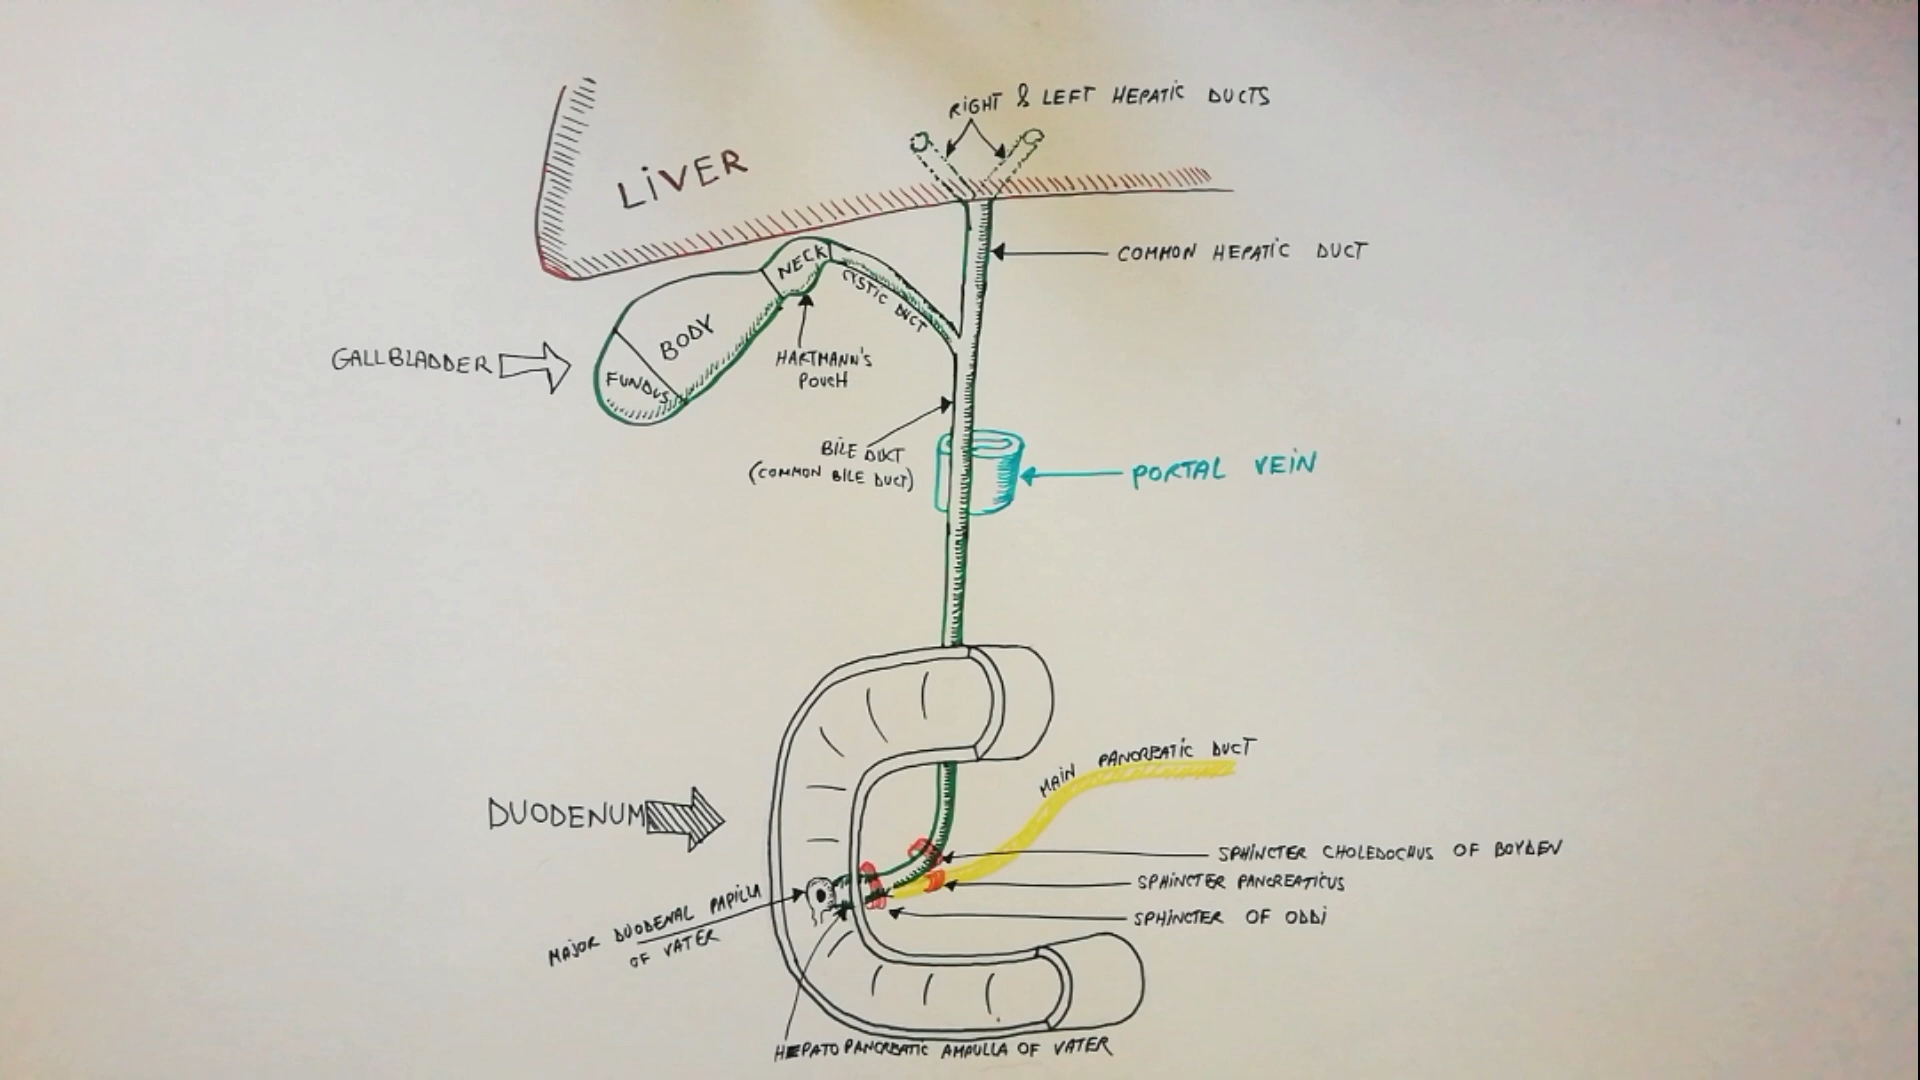 RIGHT & LEFT HEPATIC DUCTS
LIVER
COMMON HEPATIC DUCT
NECK
CYSTIC DUCT
BODY
GALLBLADDER
FUNDUS
HARTMANN'S
POUCH
BILE DUCT
(COMMON BILE DUCT)
PORTAL VEIN
MAIN PANCREATIC DUCT
DUODENUM
SPHINCTER CHOLEDOCHUS OF BOYDEN
SPHINCTER PANCREATICUS
SPHINCTER OF ODDI
MAJOR DUODENAL PAPILLA
OF VATER
HEPATO PANCREATIC AMPULLA OF VATER